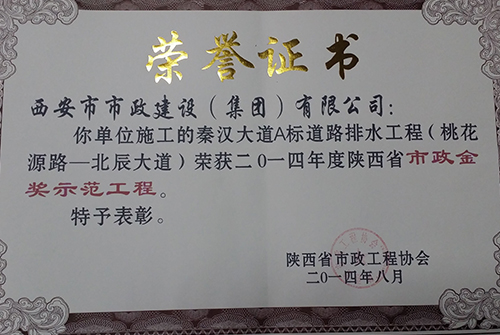 荣誉证书
西安市市政建设（集团）有限公司：
你单位施工的秦汉大道A标道路排水工程（桃花
源路—北辰大道）荣获二0一四年度陕西省市政金
奖示范工程。
特予表彰。
陕西省市政工程协会
二0一四年八月